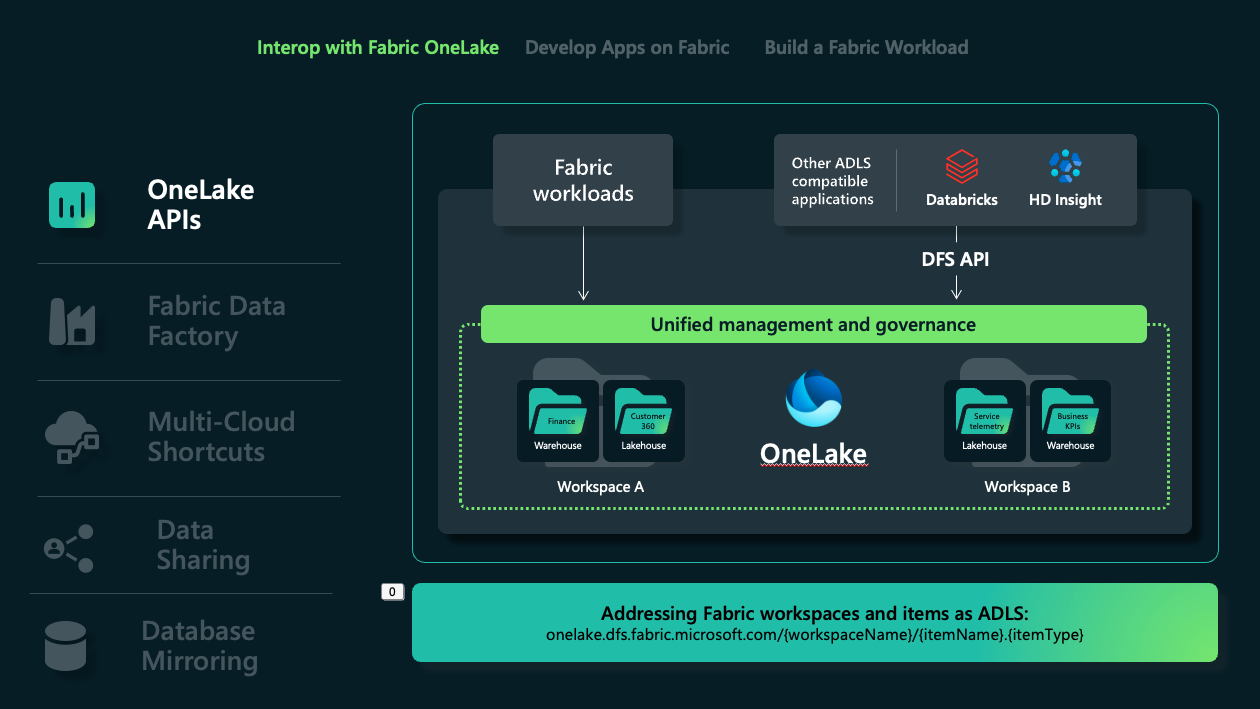 Interop with Fabric OneLake
Develop Apps on Fabric
Build a Fabric Workload
OneLake
APIs
Fabric Data
Factory
Multi-Cloud
Shortcuts
Data
Sharing
Database
Mirroring
Fabric
workloads
Other ADLS
compatible
applications
Databricks
HD Insight
DFS API
Unified management and governance
Finance
Warehouse
Customer
360
Lakehouse
Workspace A
OneLake
Service
telemetry
Lakehouse
Business
KPIs
Warehouse
Workspace B
0
Addressing Fabric workspaces and items as ADLS:
onelake.dfs.fabric.microsoft.com/{workspaceName}/{itemName}.{itemType}